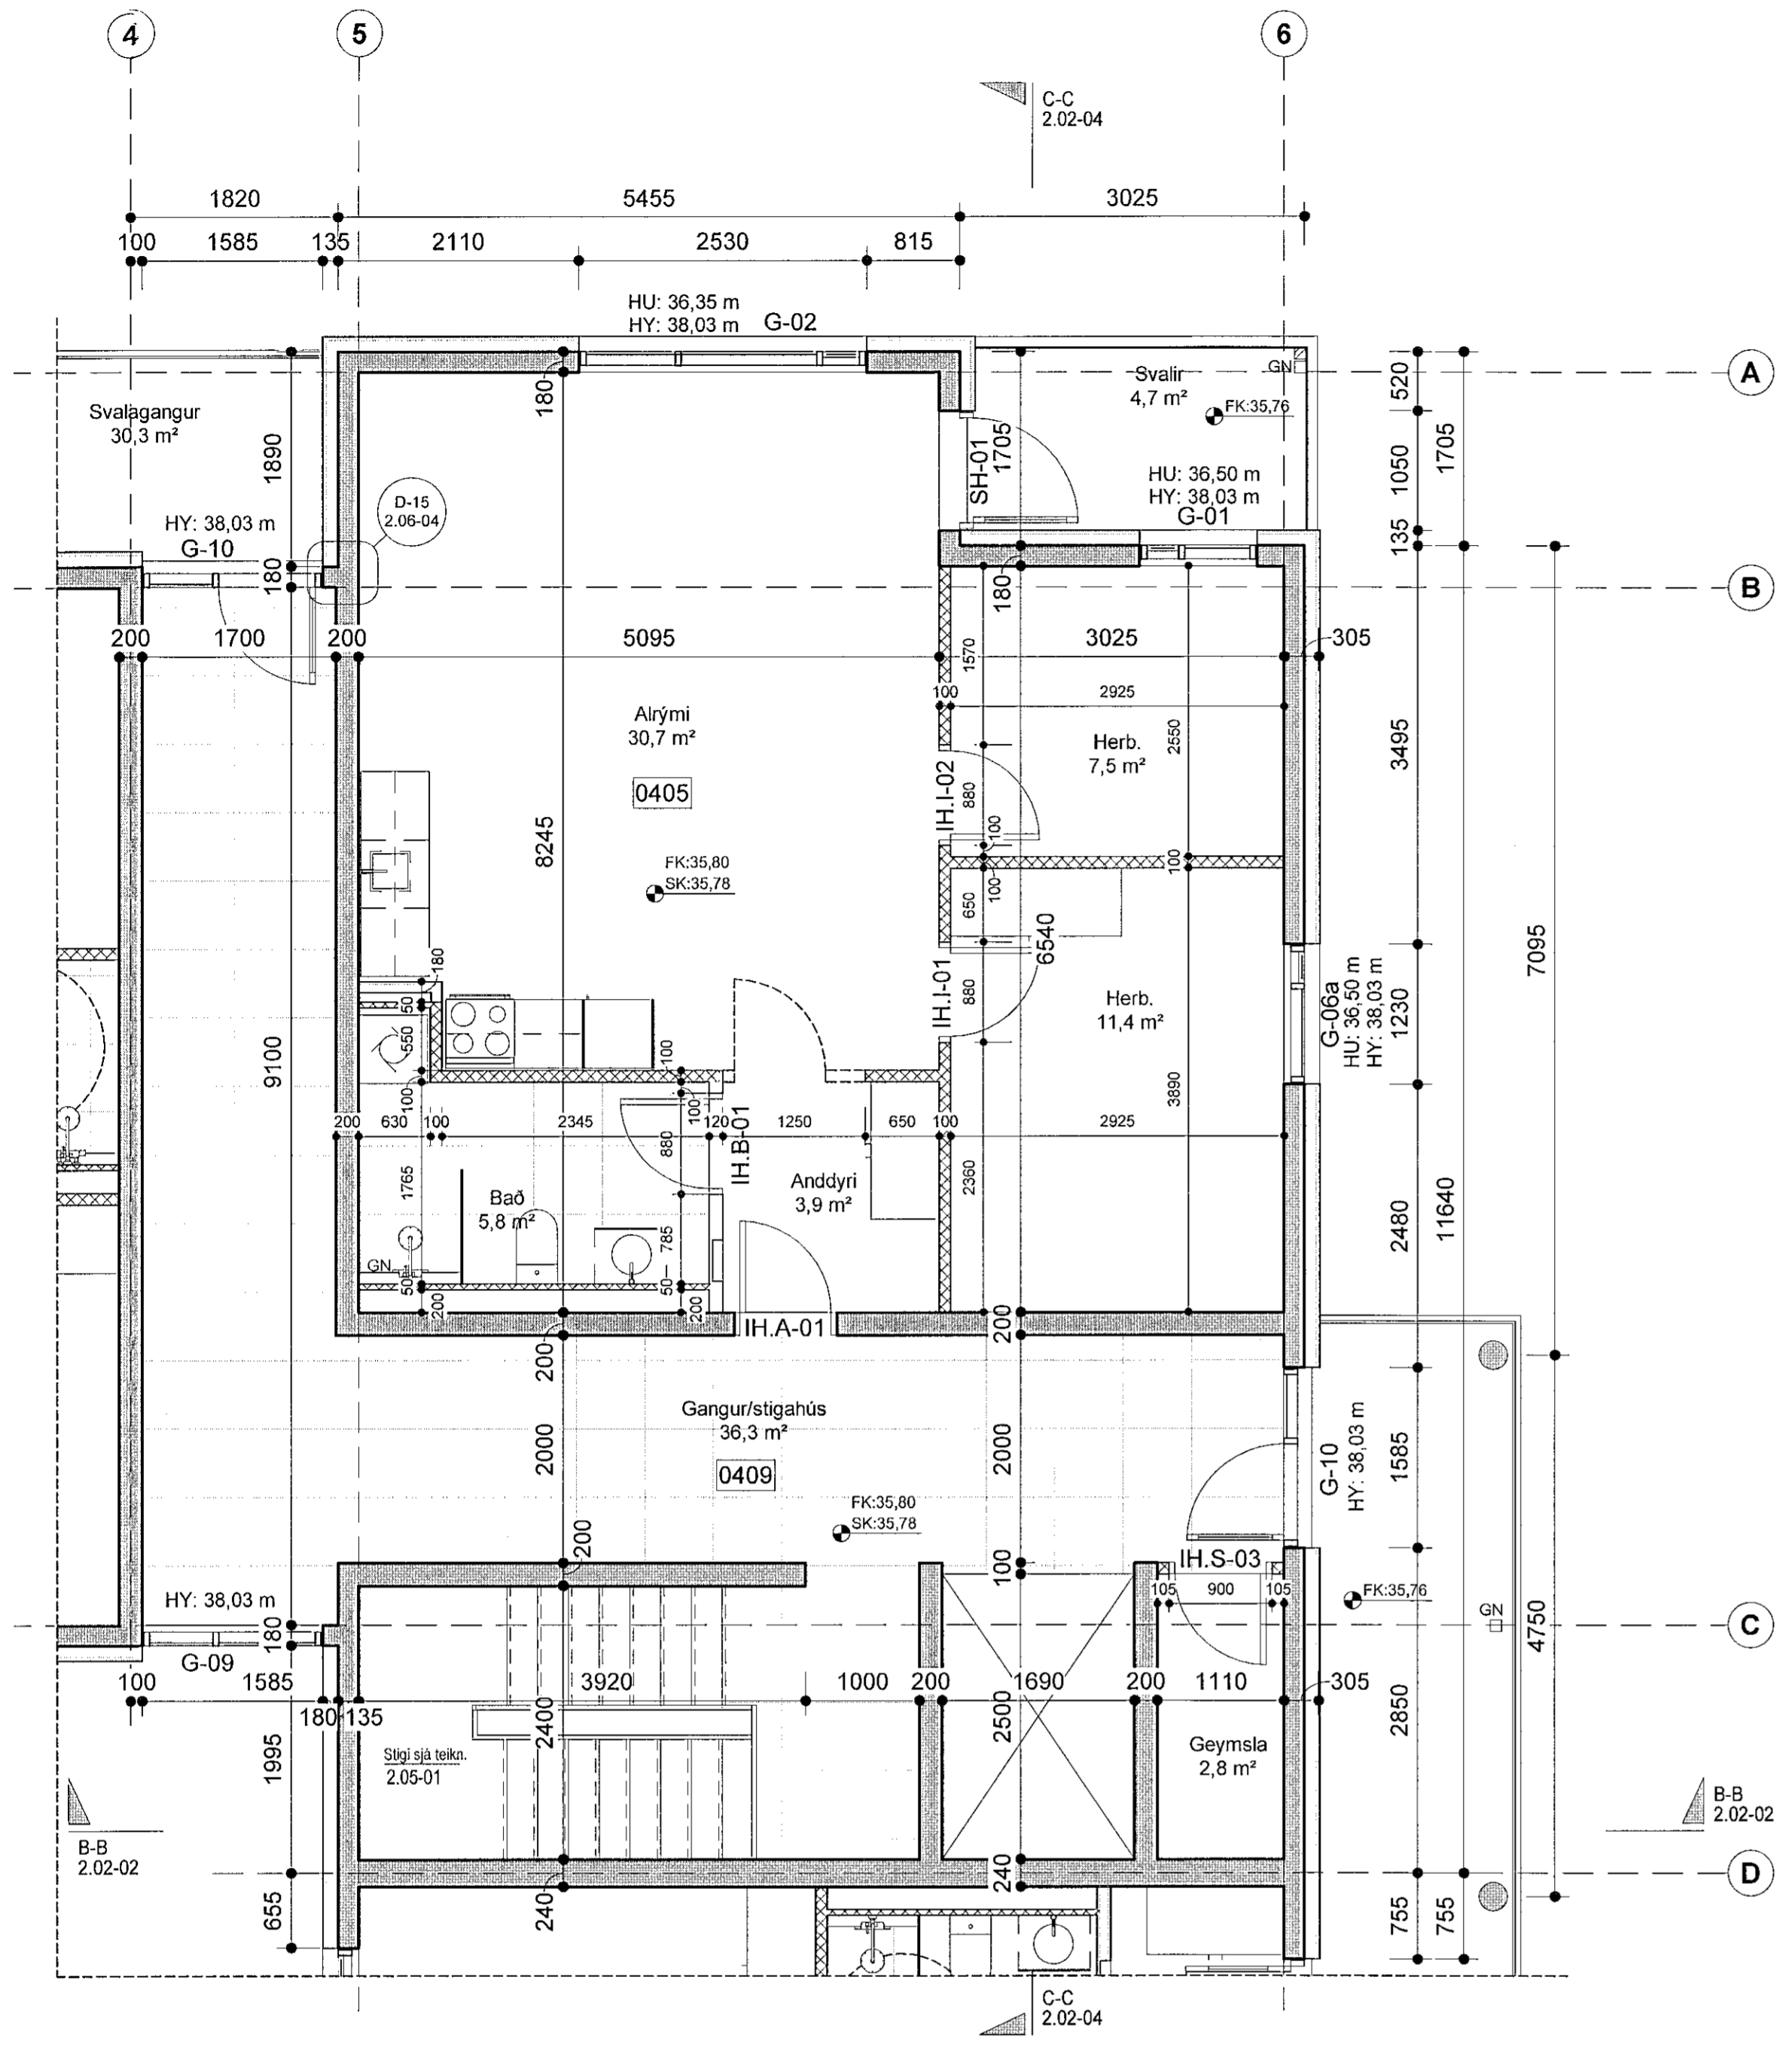 4
5
6
C-C
2.02-04
1820
5455
3025
100
1585
135
2110
2530
815
HU: 36,35 m
HY: 38,03 m
G-02
A
Svalir
4,7 m²
GN
FK:35,76
520
180
Svalagangur
30,3 m²
1890
SH-01
1705
1050
1705
HU: 36,50 m
HY: 38,03 m
G-01
D-15
2.06-04
HY: 38,03 m
G-10
180
180
135
B
200
1700
200
5095
3025
305
1570
100
2925
Alrými
30,7 m²
0405
Herb.
7,5 m²
2550
3495
IH.I-02
880
100
8245
FK:35,80
SK:35,78
100
100
650
6540
7095
180
50
550
IH.I-01
880
Herb.
11,4 m²
G-06a
HU: 36,50 m
HY: 38,03 m
1230
9100
100
100
100
3890
200
630
100
2345
120
1250
650
100
2925
880
IH.B-01
1765
2360
Bað
5,8 m²
Anddyri
3,9 m²
2480
11640
785
GN
50
50
200
200
IH.A-01
200
200
Gangur/stigahús
36,3 m²
0409
2000
2000
G-10
HY: 38,03 m
1585
FK:35,80
SK:35,78
200
100
IH.S-03
105
900
105
FK:35,76
GN
HY: 38,03 m
G-09
180
C
4750
100
1585
180
135
3920
1000
200
1690
200
1110
305
2400
2500
2850
1995
Stigi sjá teikn.
2.05-01
Geymsla
2,8 m²
B-B
2.02-02
B-B
2.02-02
D
240
240
655
755
755
C-C
2.02-04